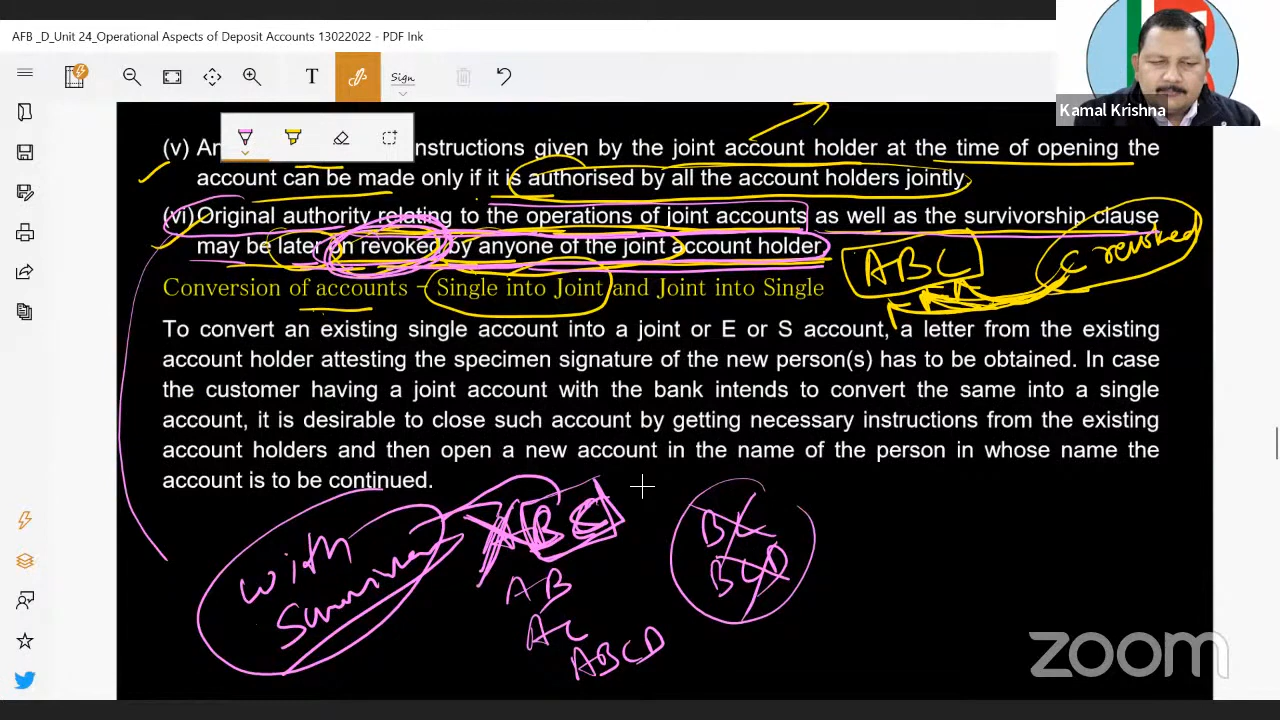 AFB _D_Unit 24_Operational Aspects of Deposit Accounts 13022022 - PDF Ink
T
Sign
Kamal Krishna
(v) An nstructions given by the joint account holder at the time of opening the
account can be made only if it is authorised by all the account holders jointly.
(vi) Original authority relating to the operations of joint accounts as well as the survivorship clause
may be later on revoked by anyone of the joint account holder
ABC
C revoked
Conversion of accounts - Single into Joint and Joint into Single
To convert an existing single account into a joint or E or S account, a letter from the existing
account holder attesting the specimen signature of the new person(s) has to be obtained. In case
the customer having a joint account with the bank intends to convert the same into a single
account, it is desirable to close such account by getting necessary instructions from the existing
account holders and then open a new account in the name of the person in whose name the
account is to be continued.
with
ABC
AB
AC
ABCD
BC
BCD
zoom